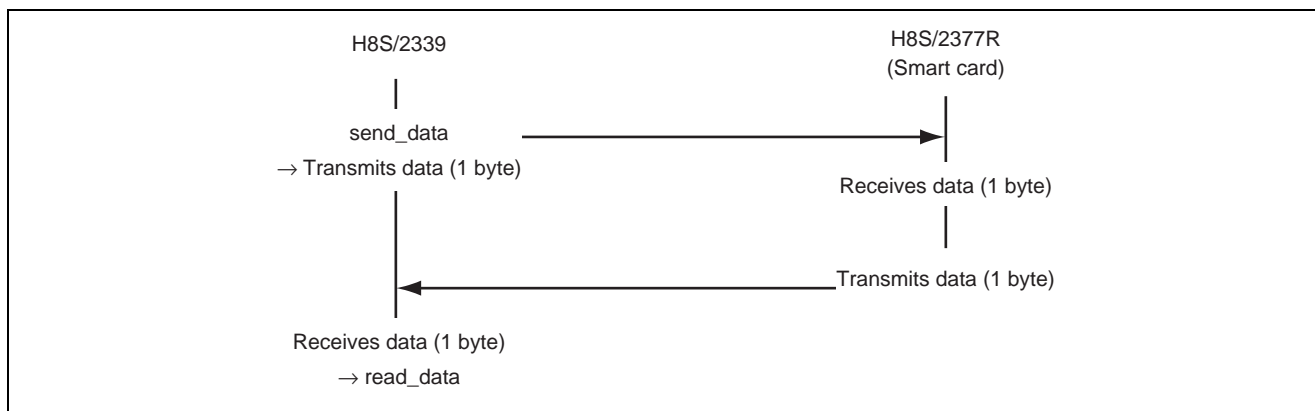 H8S/2339
H8S/2377R
(Smart card)
send_data
→ Transmits data (1 byte)
Receives data (1 byte)
Transmits data (1 byte)
Receives data (1 byte)
→ read_data